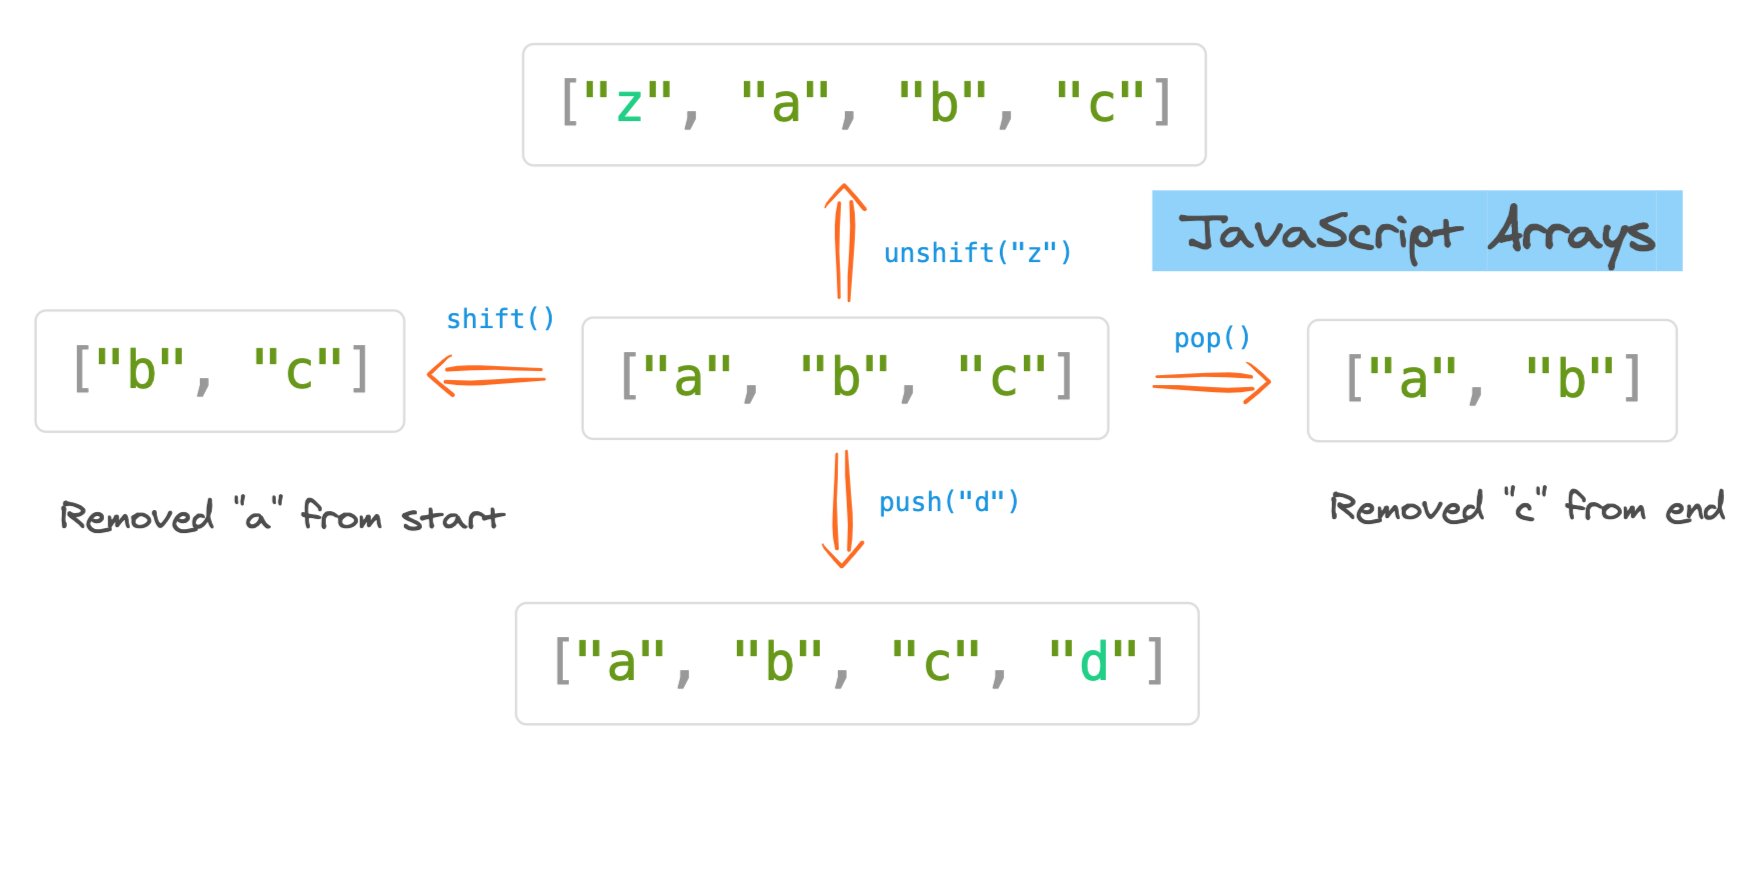 ["z", "a", "b", "c"]
unshift("z")
JavaScript Arrays
shift()
["b", "c"]
["a", "b", "c"]
pop()
["a", "b"]
Removed "a" from start
push("d")
Removed "c" from end
["a", "b", "c", "d"]